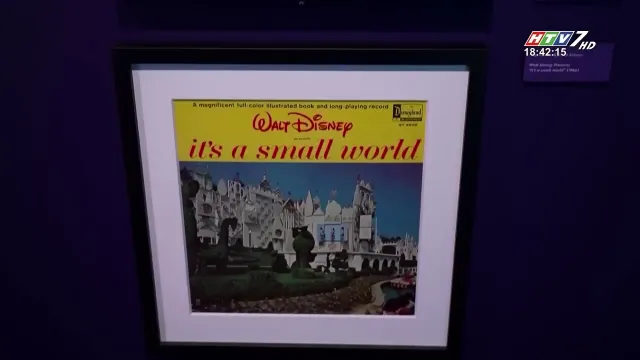 HTV7 HD
18:42:15
A magnificent full-color illustrated book and long-playing record
WALT DISNEY
Disneyland
it's a small world